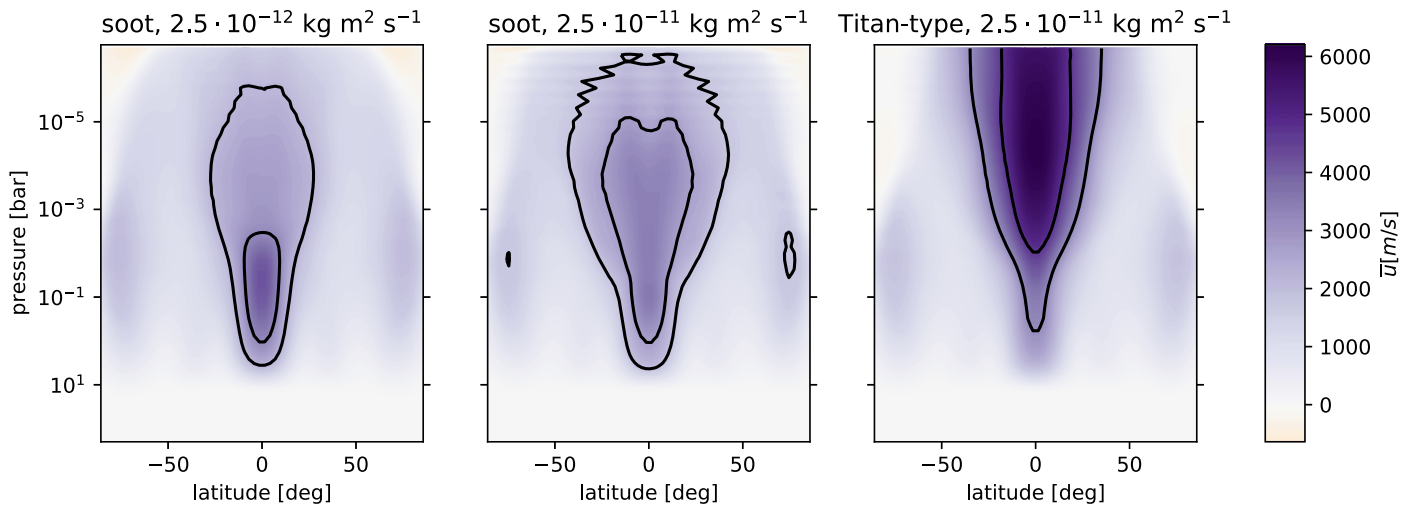 soot, 2.5 · 10⁻¹² kg m² s⁻¹
soot, 2.5 · 10⁻¹¹ kg m² s⁻¹
Titan-type, 2.5 · 10⁻¹¹ kg m² s⁻¹
pressure [bar]
10⁻⁵
10⁻³
10⁻¹
10¹
−50 0 50
−50 0 50
−50 0 50
latitude [deg]
latitude [deg]
latitude [deg]
6000
5000
4000
3000
2000
1000
0
u̅[m/s]